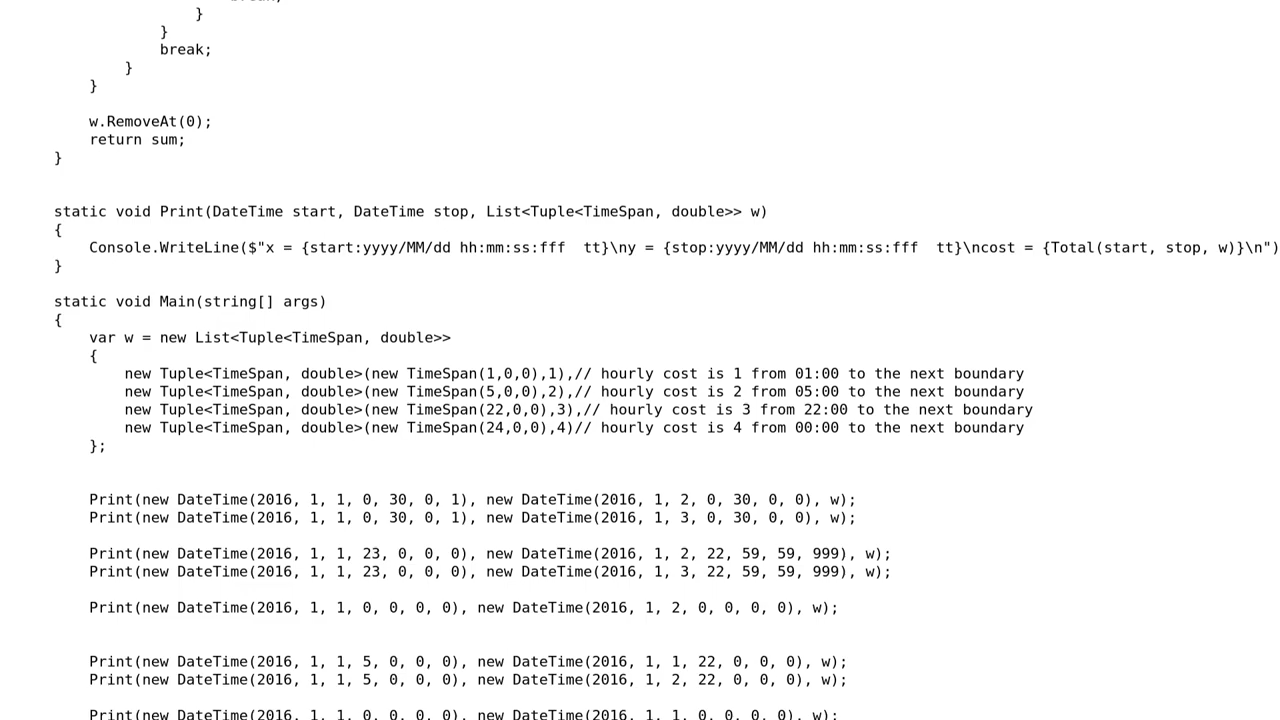 }
}
break;
}
}
w.RemoveAt(0);
return sum;
}
static void Print(DateTime start, DateTime stop, List<Tuple<TimeSpan, double>> w)
{
Console.WriteLine($"x = {start:yyyy/MM/dd hh:mm:ss:fff  tt}\ny = {stop:yyyy/MM/dd hh:mm:ss:fff  tt}\ncost = {Total(start, stop, w)}\n")
}
static void Main(string[] args)
{
var w = new List<Tuple<TimeSpan, double>>
{
new Tuple<TimeSpan, double>(new TimeSpan(1,0,0),1),// hourly cost is 1 from 01:00 to the next boundary
new Tuple<TimeSpan, double>(new TimeSpan(5,0,0),2),// hourly cost is 2 from 05:00 to the next boundary
new Tuple<TimeSpan, double>(new TimeSpan(22,0,0),3),// hourly cost is 3 from 22:00 to the next boundary
new Tuple<TimeSpan, double>(new TimeSpan(24,0,0),4)// hourly cost is 4 from 00:00 to the next boundary
};
Print(new DateTime(2016, 1, 1, 0, 30, 0, 1), new DateTime(2016, 1, 2, 0, 30, 0, 0), w);
Print(new DateTime(2016, 1, 1, 0, 30, 0, 1), new DateTime(2016, 1, 3, 0, 30, 0, 0), w);
Print(new DateTime(2016, 1, 1, 23, 0, 0, 0), new DateTime(2016, 1, 2, 22, 59, 59, 999), w);
Print(new DateTime(2016, 1, 1, 23, 0, 0, 0), new DateTime(2016, 1, 3, 22, 59, 59, 999), w);
Print(new DateTime(2016, 1, 1, 0, 0, 0, 0), new DateTime(2016, 1, 2, 0, 0, 0, 0), w);
Print(new DateTime(2016, 1, 1, 5, 0, 0, 0), new DateTime(2016, 1, 1, 22, 0, 0, 0), w);
Print(new DateTime(2016, 1, 1, 5, 0, 0, 0), new DateTime(2016, 1, 2, 22, 0, 0, 0), w);
Print(new DateTime(2016, 1, 1, 0, 0, 0, 0), new DateTime(2016, 1, 1, 0, 0, 0, 0), w);